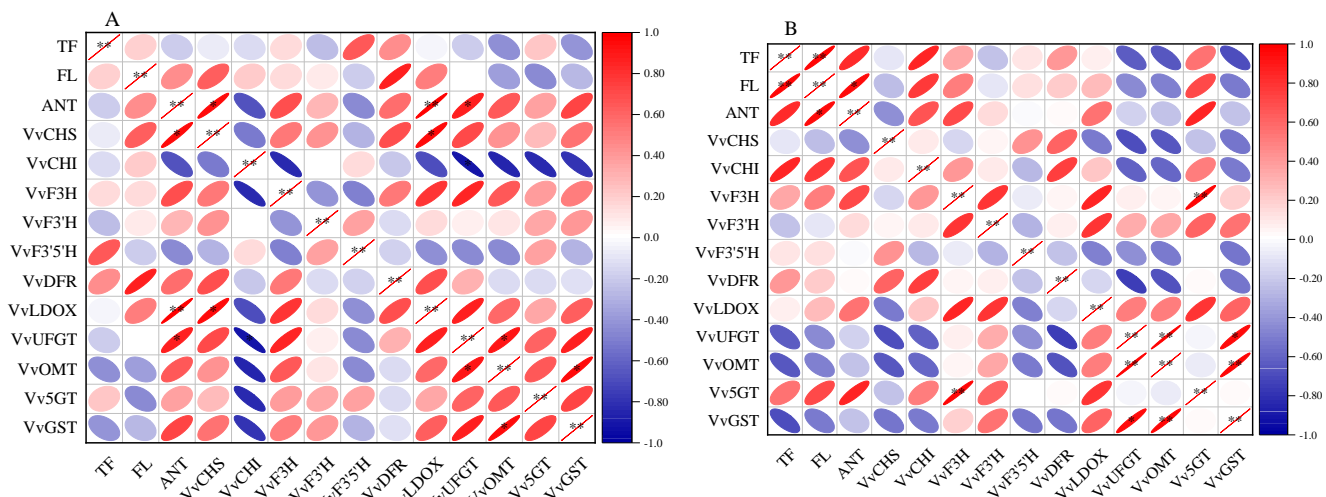 A
TF **
FL **
ANT ** * ** *
VvCHS * ** *
VvCHI ** *
VvF3H **
VvF3'H **
VvF3'5'H **
VvDFR **
VvLDOX ** * **
VvUFGT * * ** *
VvOMT * ** *
Vv5GT **
VvGST * **
TF FL ANT VvCHS VvCHI VvF3H VvF3'H VvF3'5'H VvDFR vLDOX VvUFGT VvOMT Vv5GT VvGST
1.0
0.80
0.60
0.40
0.20
0.0
-0.20
-0.40
-0.60
-0.80
-1.0
B
TF ** **
FL ** ** *
ANT * **
VvCHS **
VvCHI **
VvF3H ** **
VvF3'H **
VvF3'5'H **
VvDFR **
VvLDOX **
VvUFGT ** ** *
VvOMT ** ** **
Vv5GT ** **
VvGST * ** **
TF FL ANT VvCHS VvCHI VvF3H VvF3'H VvF3'5'H VvDFR VvLDOX VvUFGT VvOMT Vv5GT VvGST
1.0
0.80
0.60
0.40
0.20
0.0
-0.20
-0.40
-0.60
-0.80
-1.0